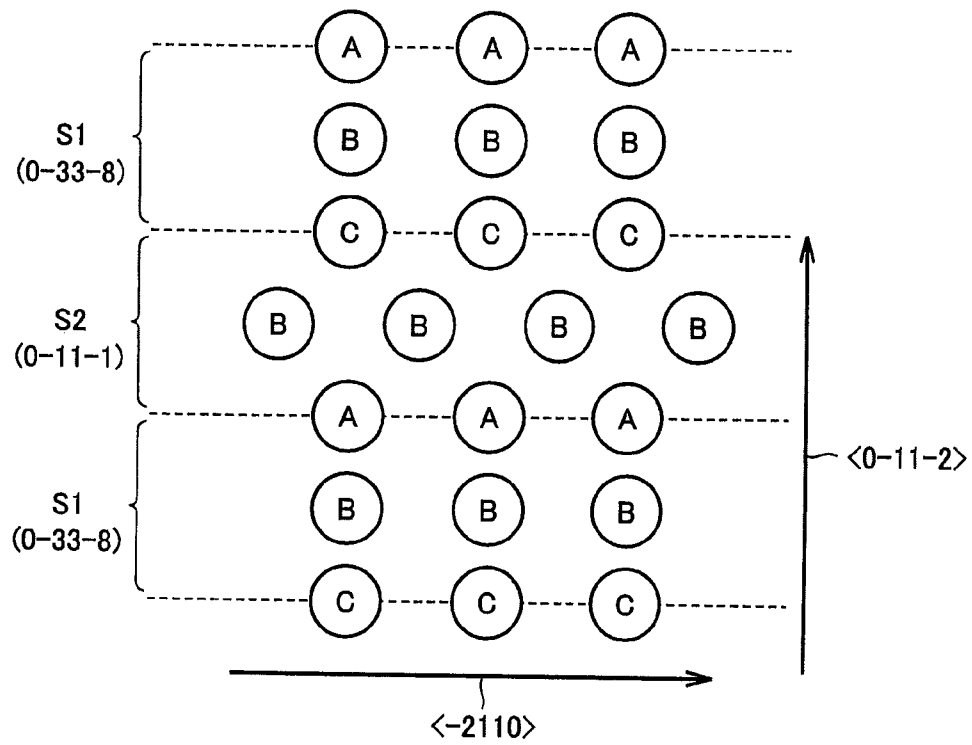 A A A
S1
(0-33-8)
B B B
C C C
S2
(0-11-1)
B B B B
A A A
<0-11-2>
S1
(0-33-8)
B B B
C C C
<-2110>